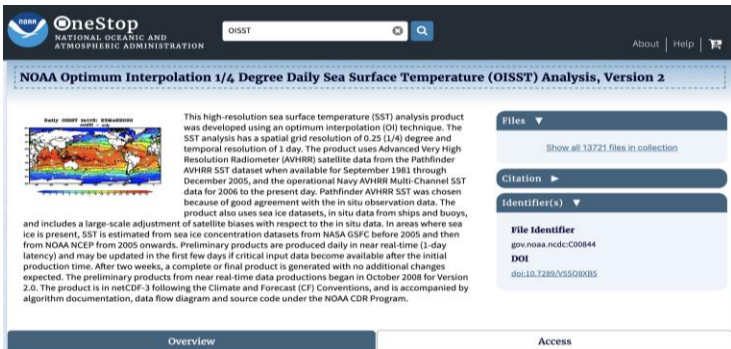 NOAA
OneStop
NATIONAL OCEANIC AND
ATMOSPHERIC ADMINISTRATION
OISST
About | Help |
NOAA Optimum Interpolation 1/4 Degree Daily Sea Surface Temperature (OISST) Analysis, Version 2
This high-resolution sea surface temperature (SST) analysis product
was developed using an optimum interpolation (OI) technique. The
SST analysis has a spatial grid resolution of 0.25 (1/4) degree and
temporal resolution of 1 day. The product uses Advanced Very High
Resolution Radiometer (AVHRR) satellite data from the Pathfinder
AVHRR SST dataset when available for September 1981 through
December 2005, and the operational Navy AVHRR Multi-Channel SST
data for 2006 to the present day. Pathfinder AVHRR SST was chosen
because of good agreement with the in situ observation data. The
product also uses sea ice datasets, in situ data from ships and buoys,
and includes a large-scale adjustment of satellite biases with respect to the in situ data. In areas where sea
ice is present, SST is estimated from sea ice concentration datasets from NASA GSFC before 2005 and then
from NOAA NCEP from 2005 onwards. Preliminary products are produced daily in near real-time (1-day
latency) and may be updated in the first few days if critical input data become available after the initial
production time. After two weeks, a complete or final product is generated with no additional changes
expected. The preliminary products from near real-time data productions began in October 2008 for Version
2.0. The product is in netCDF-3 following the Climate and Forecast (CF) Conventions, and is accompanied by
algorithm documentation, data flow diagram and source code under the NOAA CDR Program.
Files ▼
Show all 13721 files in collection
Citation ►
Identifier(s) ▼
File Identifier
gov.noaa.ncdc:C00844
DOI
doi:10.7289/V5SQ8XB5
Overview
Access